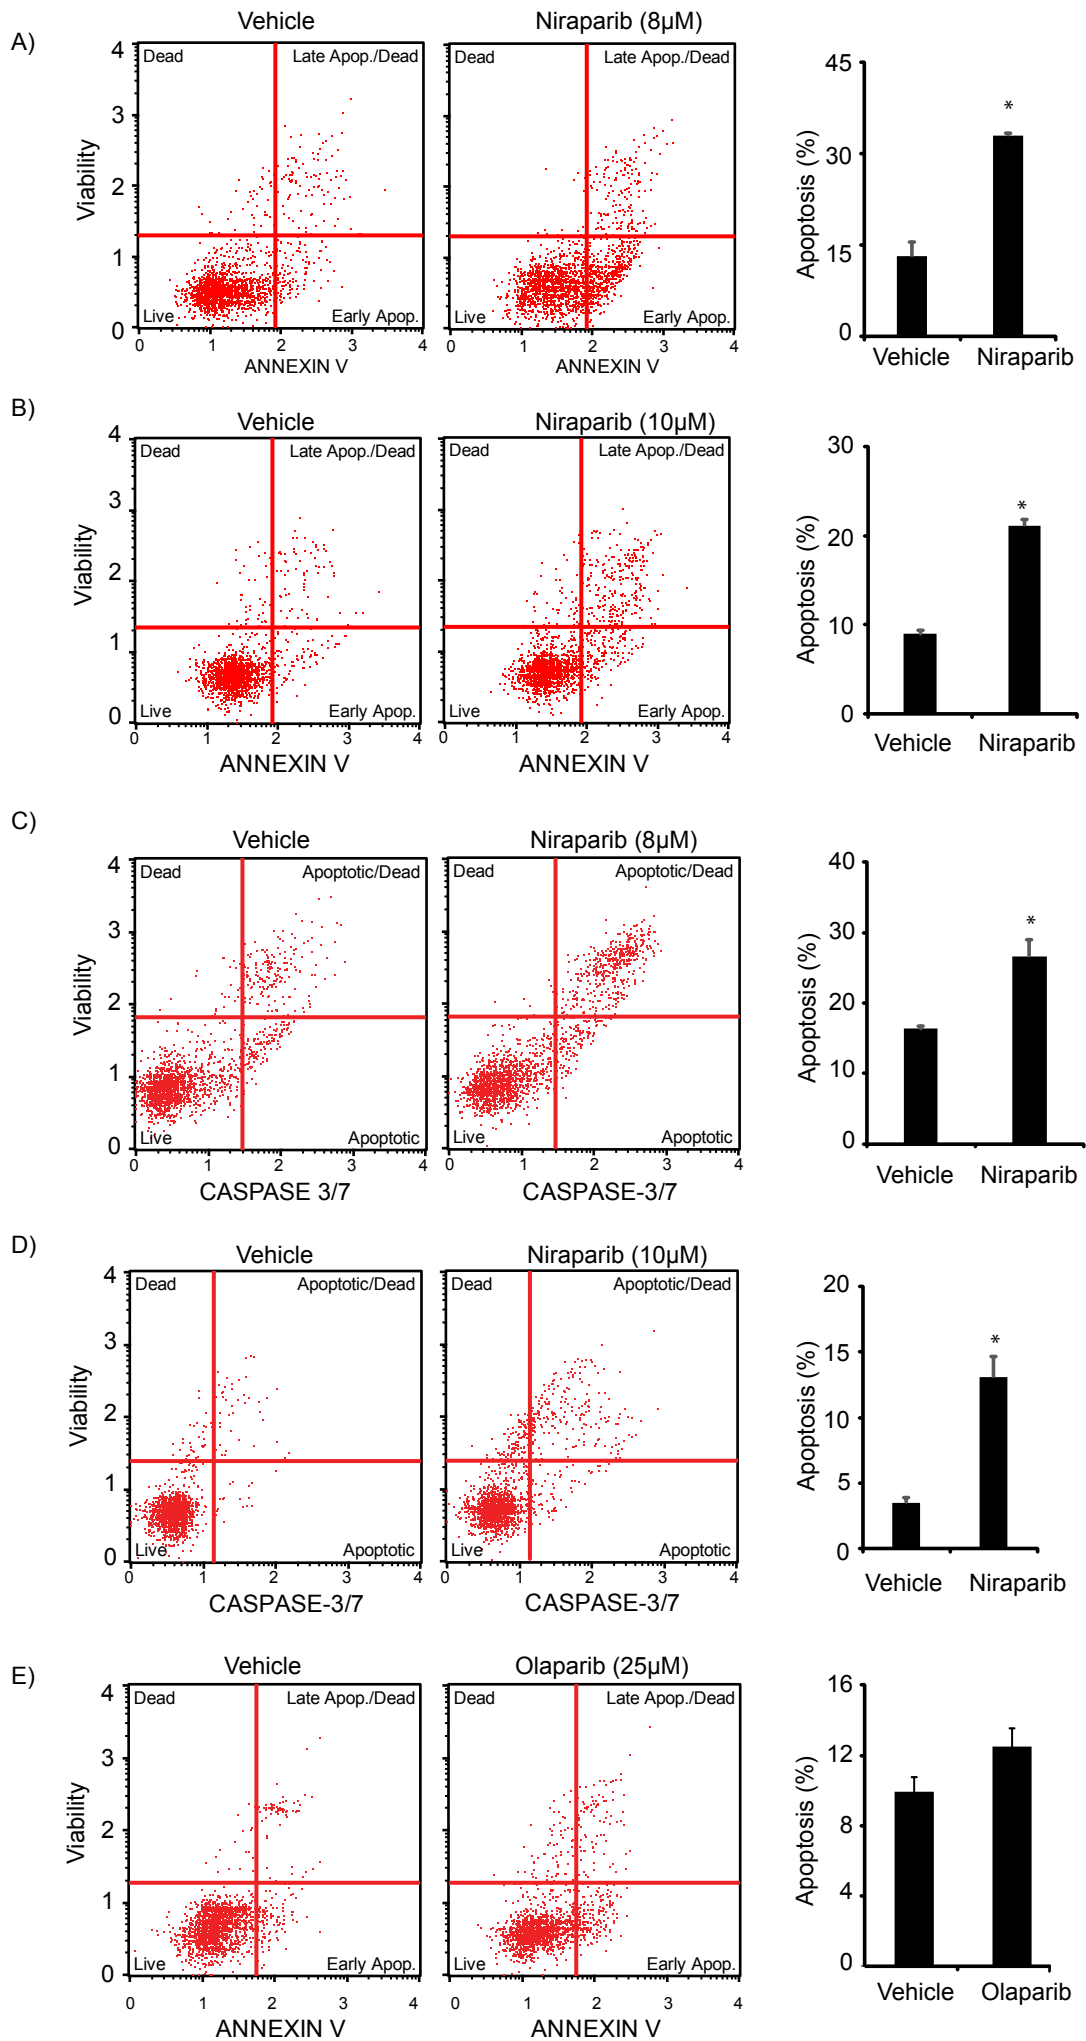 A)
Vehicle
Niraparib (8µM)
Dead
Late Apop./Dead
Dead
Late Apop./Dead
Live
Early Apop.
Live
Early Apop.
Viability
4
3
2
1
0
0 1 2 3 4
0 1 2 3 4
ANNEXIN V
ANNEXIN V
Apoptosis (%)
45
30
15
0
*
Vehicle Niraparib
B)
Vehicle
Niraparib (10µM)
Dead
Late Apop./Dead
Dead
Late Apop./Dead
Live
Early Apop.
Live
Early Apop.
Viability
4
3
2
1
0
0 1 2 3 4
0 1 2 3 4
ANNEXIN V
ANNEXIN V
Apoptosis (%)
30
20
10
0
*
Vehicle Niraparib
C)
Vehicle
Niraparib (8µM)
Dead
Apoptotic/Dead
Dead
Apoptotic/Dead
Live
Apoptotic
Live
Apoptotic
Viability
4
3
2
1
0
0 1 2 3 4
0 1 2 3 4
CASPASE 3/7
CASPASE-3/7
Apoptosis (%)
40
30
20
10
0
*
Vehicle Niraparib
D)
Vehicle
Niraparib (10µM)
Dead
Apoptotic/Dead
Dead
Apoptotic/Dead
Live
Apoptotic
Live
Apoptotic
Viability
4
3
2
1
0
0 1 2 3 4
0 1 2 3 4
CASPASE-3/7
CASPASE-3/7
Apoptosis (%)
20
15
10
5
0
*
Vehicle Niraparib
E)
Vehicle
Olaparib (25µM)
Dead
Late Apop./Dead
Dead
Late Apop./Dead
Live
Early Apop.
Live
Early Apop.
Viability
4
3
2
1
0
0 1 2 3 4
0 1 2 3 4
ANNEXIN V
ANNEXIN V
Apoptosis (%)
16
12
8
4
0
Vehicle Olaparib